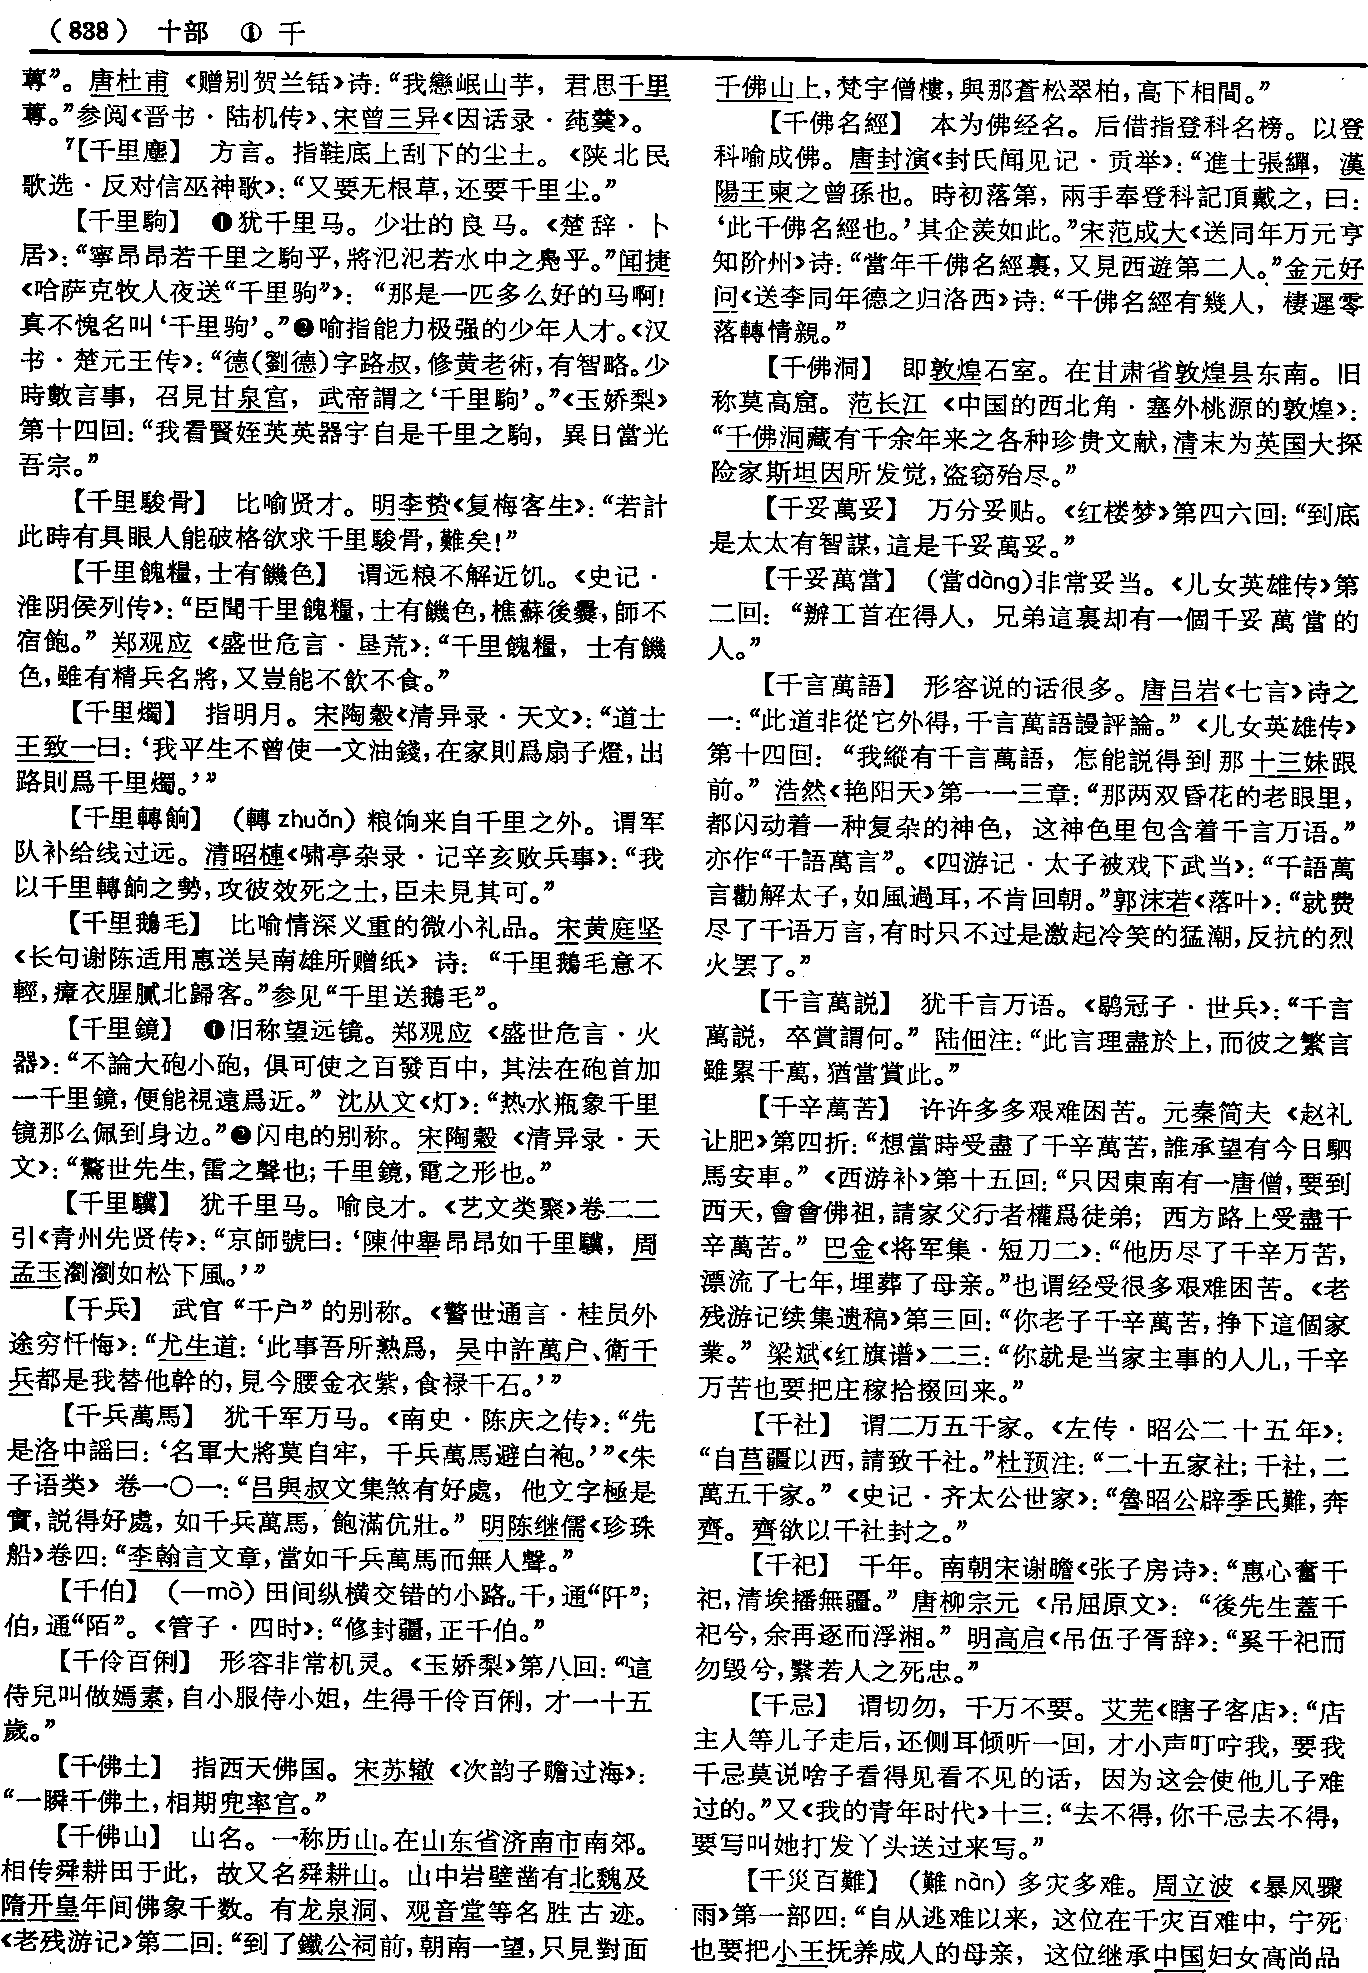 （838） 十部 ① 千
蓴”。唐杜甫《赠别贺兰铦》诗：“我戀岷山芋，君思千里
蓴。”参阅《晋书·陆机传》、宋曾三异《因话录·莼羹》。
⁷【千里塵】 方言。指鞋底上刮下的尘土。《陕北民
歌选·反对信巫神歌》：“又要无根草，还要千里尘。”
【千里駒】 ❶犹千里马。少壮的良马。《楚辞·卜
居》：“寧昂昂若千里之駒乎，將氾氾若水中之鳧乎。”闻捷
《哈萨克牧人夜送“千里驹”》：“那是一匹多么好的马啊！
真不愧名叫‘千里驹’。”❷喻指能力极强的少年人才。《汉
书·楚元王传》：“德（劉德）字路叔，修黄老術，有智略。少
時數言事，召見甘泉宫，武帝謂之‘千里駒’。”《玉娇梨》
第十四回：“我看賢姪英英器宇自是千里之駒，異日當光
吾宗。”
【千里駿骨】 比喻贤才。明李贽《复梅客生》：“若計
此時有具眼人能破格欲求千里駿骨，難矣！”
【千里餽糧，士有饑色】 谓远粮不解近饥。《史记·
淮阴侯列传》：“臣聞千里餽糧，士有饑色，樵蘇後爨，師不
宿飽。”郑观应《盛世危言·垦荒》：“千里餽糧，士有饑
色，雖有精兵名將，又豈能不飲不食。”
【千里燭】 指明月。宋陶穀《清异录·天文》：“道士
王致一曰：‘我平生不曾使一文油錢，在家則爲扇子燈，出
路則爲千里燭。’”
【千里轉餉】 （轉 zhuǎn）粮饷来自千里之外。谓军
队补给线过远。清昭槤《啸亭杂录·记辛亥败兵事》：“我
以千里轉餉之勢，攻彼效死之士，臣未見其可。”
【千里鵝毛】 比喻情深义重的微小礼品。宋黄庭坚
《长句谢陈适用惠送吴南雄所赠纸》诗：“千里鵝毛意不
輕，瘴衣腥膩北歸客。”参见“千里送鵝毛”。
【千里鏡】 ❶旧称望远镜。郑观应《盛世危言·火
器》：“不論大砲小砲，俱可使之百發百中，其法在砲首加
一千里鏡，便能視遠爲近。”沈从文《灯》：“热水瓶象千里
镜那么佩到身边。”❷闪电的别称。宋陶穀《清异录·天
文》：“驚世先生，雷之聲也；千里鏡，電之形也。”
【千里驥】 犹千里马。喻良才。《艺文类聚》卷二二
引《青州先贤传》：“京師號曰：‘陳仲舉昂昂如千里驥，周
孟玉瀏瀏如松下風。’”
【千兵】 武官“千户”的别称。《警世通言·桂员外
途穷忏悔》：“尤生道：‘此事吾所熟爲，吴中許萬户、衛千
兵都是我替他幹的，見今腰金衣紫，食禄千石。’”
【千兵萬馬】 犹千军万马。《南史·陈庆之传》：“先
是洛中謡曰：‘名軍大將莫自牢，千兵萬馬避白袍。’”《朱
子语类》卷一〇一：“吕與叔文集煞有好處，他文字極是
實，説得好處，如千兵萬馬，飽滿伉壯。”明陈继儒《珍珠
船》卷四：“李翰言文章，當如千兵萬馬而無人聲。”
【千伯】 （—mò）田间纵横交错的小路。千，通“阡”；
伯，通“陌”。《管子·四时》：“修封疆，正千伯。”
【千伶百俐】 形容非常机灵。《玉娇梨》第八回：“這
侍兒叫做嫣素，自小服侍小姐，生得千伶百俐，才一十五
歲。”
【千佛土】 指西天佛国。宋苏辙《次韵子瞻过海》：
“一瞬千佛土，相期兜率宫。”
【千佛山】 山名。一称历山。在山东省济南市南郊。
相传舜耕田于此，故又名舜耕山。山中岩壁凿有北魏及
隋开皇年间佛象千数。有龙泉洞、观音堂等名胜古迹。
《老残游记》第二回：“到了鐵公祠前，朝南一望，只見對面
千佛山上，梵宇僧樓，與那蒼松翠柏，高下相間。”
【千佛名經】 本为佛经名。后借指登科名榜。以登
科喻成佛。唐封演《封氏闻见记·贡举》：“進士張繟，漢
陽王柬之曾孫也。時初落第，兩手奉登科記頂戴之，曰：
‘此千佛名經也。’其企羡如此。”宋范成大《送同年万元亨
知阶州》诗：“當年千佛名經裏，又見西遊第二人。”金元好
问《送李同年德之归洛西》诗：“千佛名經有幾人，棲遲零
落轉情親。”
【千佛洞】 即敦煌石室。在甘肃省敦煌县东南。旧
称莫高窟。范长江《中国的西北角·塞外桃源的敦煌》：
“千佛洞藏有千余年来之各种珍贵文献，清末为英国大探
险家斯坦因所发觉，盗窃殆尽。”
【千妥萬妥】 万分妥贴。《红楼梦》第四六回：“到底
是太太有智謀，這是千妥萬妥。”
【千妥萬當】 （當dàng）非常妥当。《儿女英雄传》第
二回：“辦工首在得人，兄弟這裏却有一個千妥萬當的
人。”
【千言萬語】 形容说的话很多。唐吕岩《七言》诗之
一：“此道非從它外得，千言萬語謾評論。”《儿女英雄传》
第十四回：“我縱有千言萬語，怎能説得到那十三妹跟
前。”浩然《艳阳天》第一一三章：“那两双昏花的老眼里，
都闪动着一种复杂的神色，这神色里包含着千言万语。”
亦作“千語萬言”。《四游记·太子被戏下武当》：“千語萬
言勸解太子，如風過耳，不肯回朝。”郭沫若《落叶》：“就费
尽了千语万言，有时只不过是激起冷笑的猛潮，反抗的烈
火罢了。”
【千言萬説】 犹千言万语。《鹖冠子·世兵》：“千言
萬説，卒賞謂何。”陆佃注：“此言理盡於上，而彼之繁言
雖累千萬，猶當賞此。”
【千辛萬苦】 许许多多艰难困苦。元秦简夫《赵礼
让肥》第四折：“想當時受盡了千辛萬苦，誰承望有今日駟
馬安車。”《西游补》第十五回：“只因東南有一唐僧，要到
西天，會會佛祖，請家父行者權爲徒弟；西方路上受盡千
辛萬苦。”巴金《将军集·短刀二》：“他历尽了千辛万苦，
漂流了七年，埋葬了母亲。”也谓经受很多艰难困苦。《老
残游记续集遗稿》第三回：“你老子千辛萬苦，挣下這個家
業。”梁斌《红旗谱》二三：“你就是当家主事的人儿，千辛
万苦也要把庄稼拾掇回来。”
【千社】 谓二万五千家。《左传·昭公二十五年》：
“自莒疆以西，請致千社。”杜预注：“二十五家社；千社，二
萬五千家。”《史记·齐太公世家》：“魯昭公辟季氏難，奔
齊。齊欲以千社封之。”
【千祀】 千年。南朝宋谢瞻《张子房诗》：“惠心奮千
祀，清埃播無疆。”唐柳宗元《吊屈原文》：“後先生蓋千
祀兮，余再逐而浮湘。”明高启《吊伍子胥辞》：“奚千祀而
勿毁兮，繄若人之死忠。”
【千忌】 谓切勿，千万不要。艾芜《瞎子客店》：“店
主人等儿子走后，还侧耳倾听一回，才小声叮咛我，要我
千忌莫说啥子看得见看不见的话，因为这会使他儿子难
过的。”又《我的青年时代》十三：“去不得，你千忌去不得，
要写叫她打发丫头送过来写。”
【千災百難】 （難 nàn）多灾多难。周立波《暴风骤
雨》第一部四：“自从逃难以来，这位在千灾百难中，宁死
也要把小王抚养成人的母亲，这位继承中国妇女高尚品